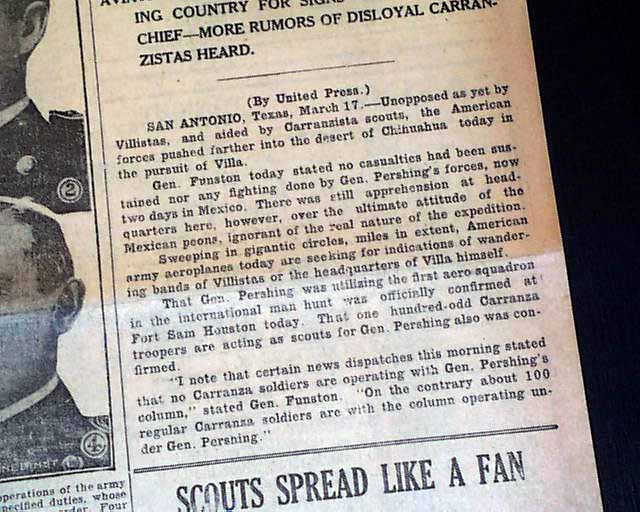 ING COUNTRY FOR
CHIEF—MORE RUMORS OF DISLOYAL CARRAN-
ZISTAS HEARD.
(By United Press.)
SAN ANTONIO, Texas, March 17.—Unopposed as yet by
Villistas, and aided by Carranzista scouts, the American
forces pushed farther into the desert of Chihuahua today in
the pursuit of Villa.
Gen. Funston today stated no casualties had been sus-
tained nor any fighting done by Gen. Pershing's forces, now
two days in Mexico. There was still apprehension at head-
quarters here, however, over the ultimate attitude of the
Mexican peons, ignorant of the real nature of the expedition.
Sweeping in gigantic circles, miles in extent, American
army aeroplanes today are seeking for indications of wander-
ing bands of Villistas or the headquarters of Villa himself.
That Gen. Pershing was utilizing the first aero squadron
in the international man hunt was officially confirmed at
Fort Sam Houston today. That one hundred-odd Carranza
troopers are acting as scouts for Gen. Pershing also was con-
firmed.
"I note that certain news dispatches this morning stated
that no Carranza soldiers are operating with Gen. Pershing's
column," stated Gen. Funston. "On the contrary about 100
regular Carranza soldiers are with the column operating un-
der Gen. Pershing."
SCOUTS SPREAD LIKE A FAN
2
4
operations of the army
specified duties, whose
Four